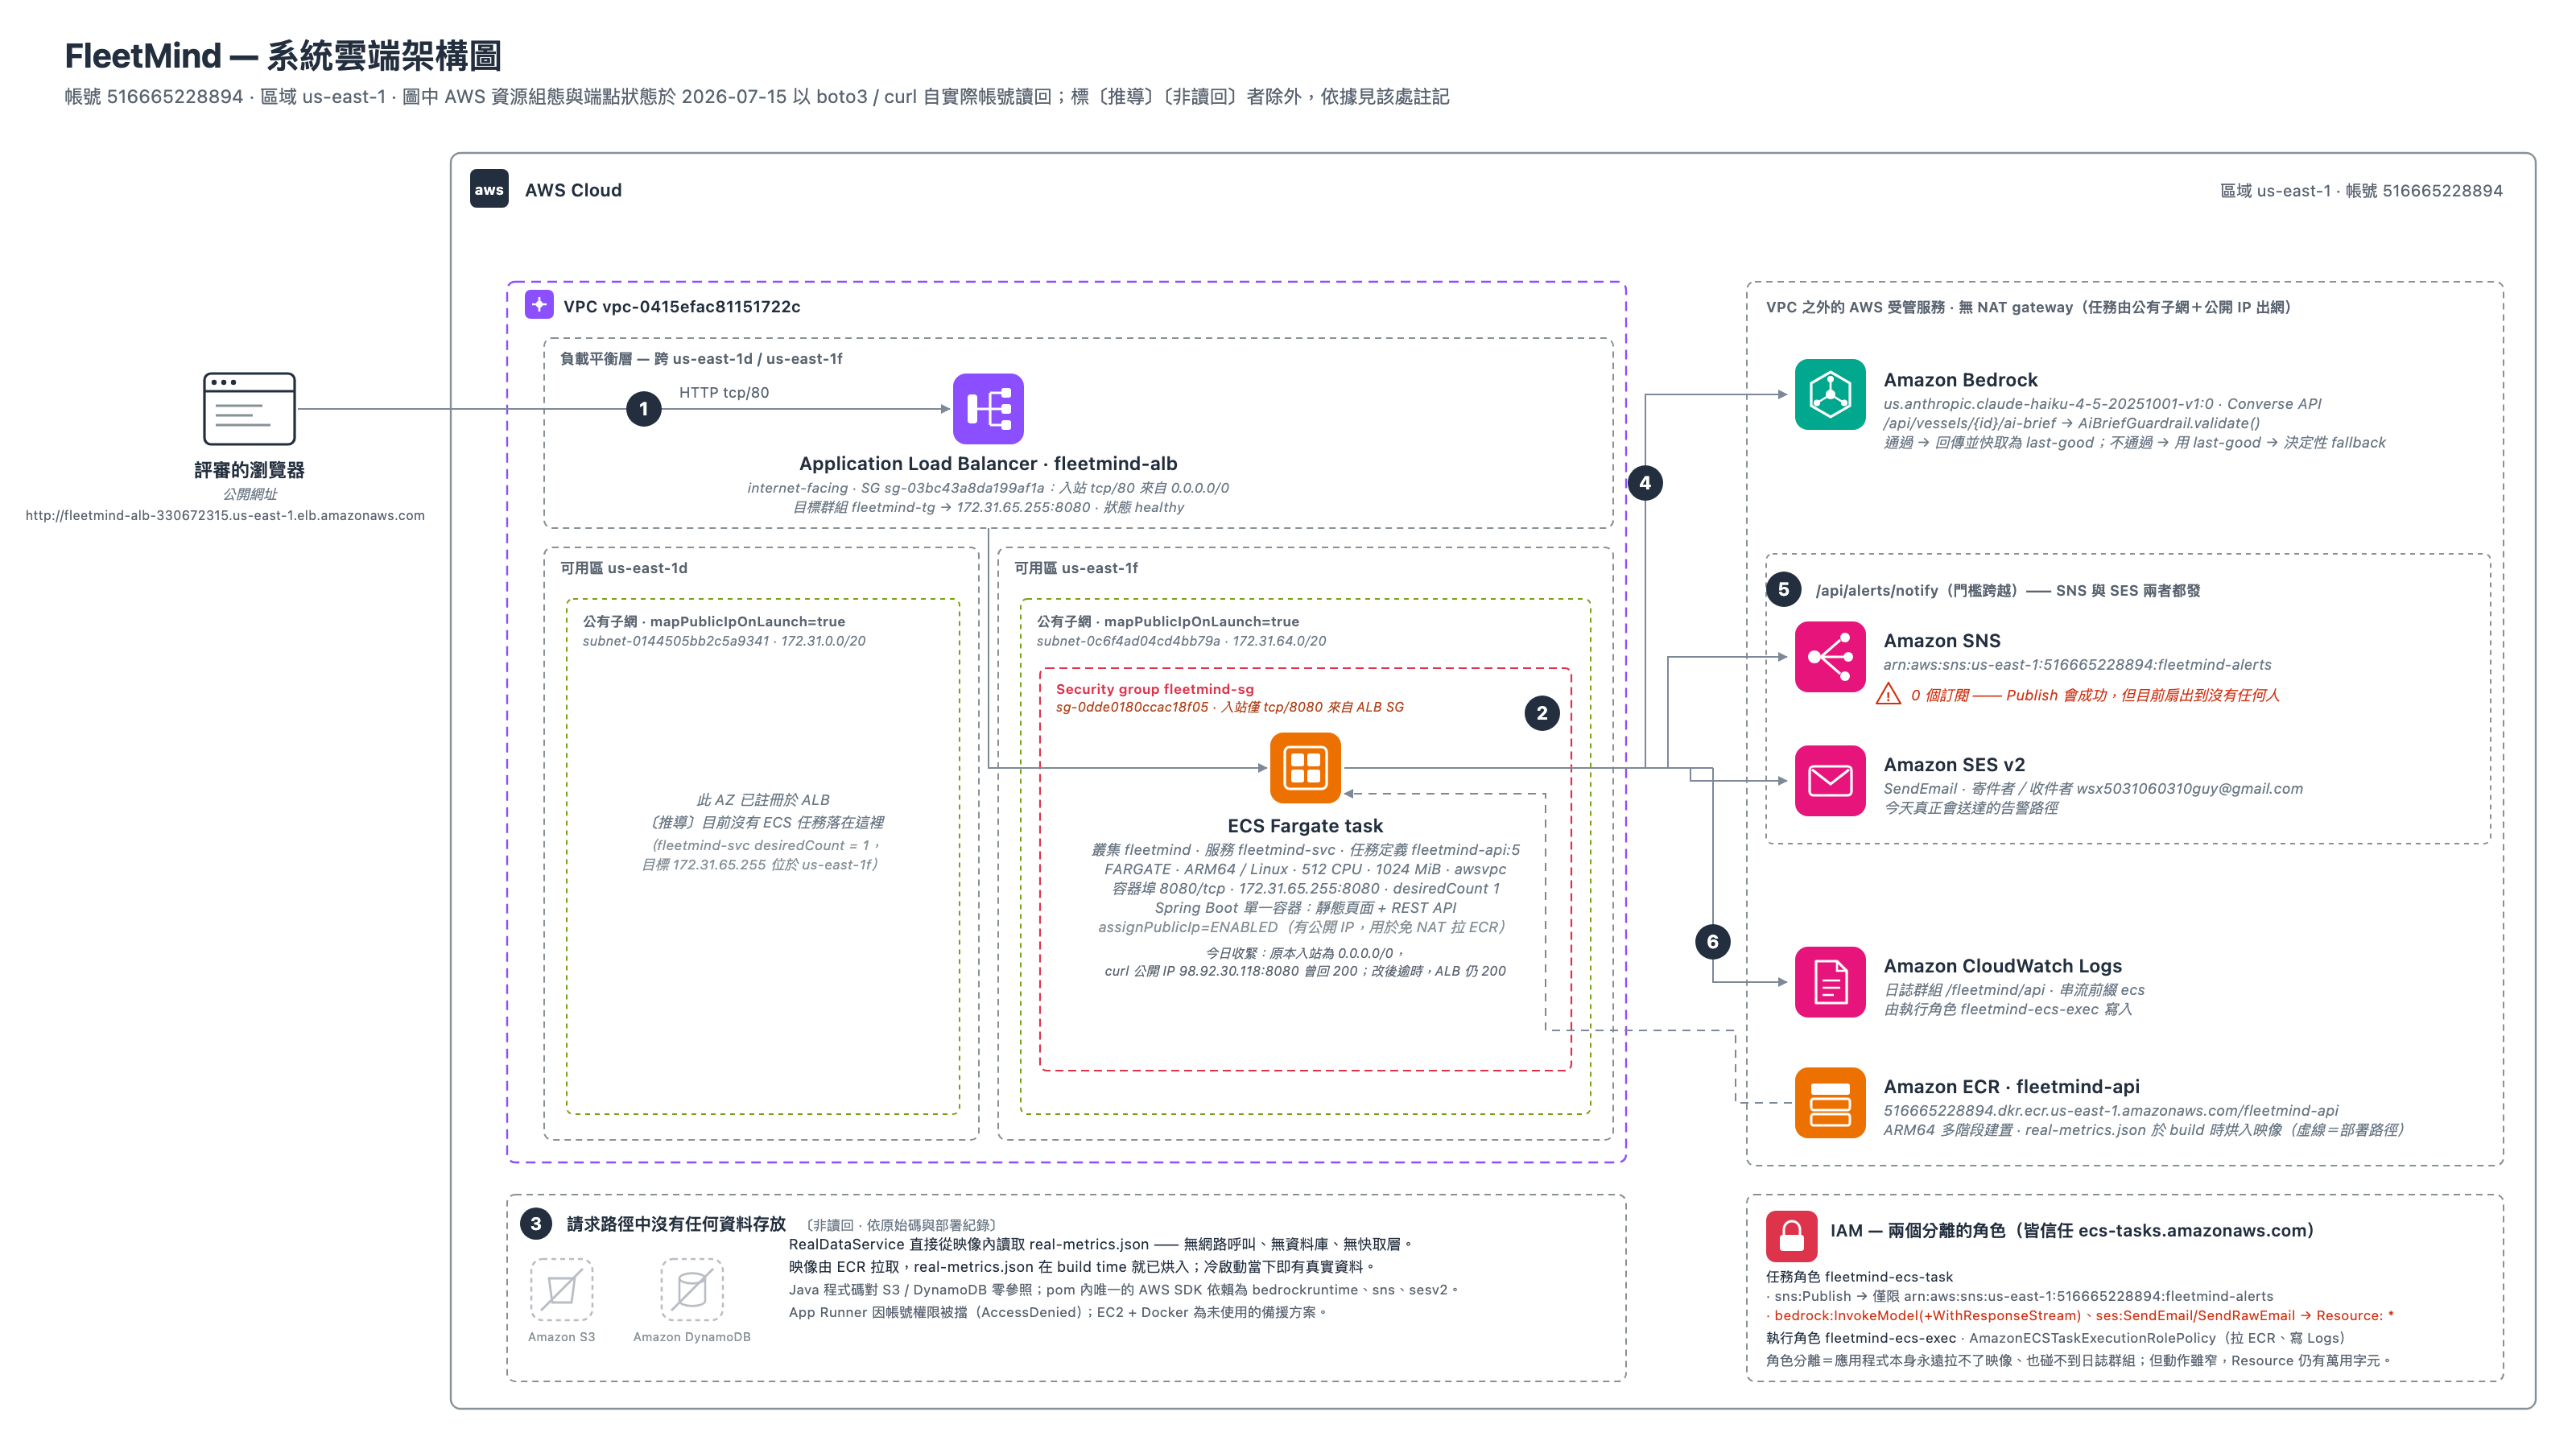 FleetMind — 系統雲端架構圖
帳號 516665228894 · 區域 us-east-1 · 圖中 AWS 資源組態與端點狀態於 2026-07-15 以 boto3 / curl 自實際帳號讀回；標〔推導〕〔非讀回〕者除外，依據見該處註記
aws
AWS Cloud
區域 us-east-1 · 帳號 516665228894
評審的瀏覽器
公開網址
http://fleetmind-alb-330672315.us-east-1.elb.amazonaws.com
VPC vpc-0415efac81151722c
負載平衡層 — 跨 us-east-1d / us-east-1f
1
HTTP tcp/80
Application Load Balancer · fleetmind-alb
internet-facing · SG sg-03bc43a8da199af1a：入站 tcp/80 來自 0.0.0.0/0
目標群組 fleetmind-tg → 172.31.65.255:8080 · 狀態 healthy
可用區 us-east-1d
公有子網 · mapPublicIpOnLaunch=true
subnet-0144505bb2c5a9341 · 172.31.0.0/20
此 AZ 已註冊於 ALB
〔推導〕目前沒有 ECS 任務落在這裡
（fleetmind-svc desiredCount = 1，
目標 172.31.65.255 位於 us-east-1f）
可用區 us-east-1f
公有子網 · mapPublicIpOnLaunch=true
subnet-0c6f4ad04cd4bb79a · 172.31.64.0/20
Security group fleetmind-sg
sg-0dde0180ccac18f05 · 入站僅 tcp/8080 來自 ALB SG
2
ECS Fargate task
叢集 fleetmind · 服務 fleetmind-svc · 任務定義 fleetmind-api:5
FARGATE · ARM64 / Linux · 512 CPU · 1024 MiB · awsvpc
容器埠 8080/tcp · 172.31.65.255:8080 · desiredCount 1
Spring Boot 單一容器：靜態頁面 + REST API
assignPublicIp=ENABLED（有公開 IP，用於免 NAT 拉 ECR）
今日收緊：原本入站為 0.0.0.0/0，
curl 公開 IP 98.92.30.118:8080 曾回 200；改後逾時，ALB 仍 200
4
6
VPC 之外的 AWS 受管服務 · 無 NAT gateway（任務由公有子網＋公開 IP 出網）
Amazon Bedrock
us.anthropic.claude-haiku-4-5-20251001-v1:0 · Converse API
/api/vessels/{id}/ai-brief → AiBriefGuardrail.validate()
通過 → 回傳並快取為 last-good；不通過 → 用 last-good → 決定性 fallback
5
/api/alerts/notify（門檻跨越）—— SNS 與 SES 兩者都發
Amazon SNS
arn:aws:sns:us-east-1:516665228894:fleetmind-alerts
0 個訂閱 —— Publish 會成功，但目前扇出到沒有任何人
Amazon SES v2
SendEmail · 寄件者 / 收件者 wsx5031060310guy@gmail.com
今天真正會送達的告警路徑
Amazon CloudWatch Logs
日誌群組 /fleetmind/api · 串流前綴 ecs
由執行角色 fleetmind-ecs-exec 寫入
Amazon ECR · fleetmind-api
516665228894.dkr.ecr.us-east-1.amazonaws.com/fleetmind-api
ARM64 多階段建置 · real-metrics.json 於 build 時烘入映像（虛線＝部署路徑）
3
請求路徑中沒有任何資料存放 〔非讀回 · 依原始碼與部署紀錄〕
RealDataService 直接從映像內讀取 real-metrics.json —— 無網路呼叫、無資料庫、無快取層。
映像由 ECR 拉取，real-metrics.json 在 build time 就已烘入；冷啟動當下即有真實資料。
Java 程式碼對 S3 / DynamoDB 零參照；pom 內唯一的 AWS SDK 依賴為 bedrockruntime、sns、sesv2。
App Runner 因帳號權限被擋（AccessDenied）；EC2 + Docker 為未使用的備援方案。
Amazon S3
Amazon DynamoDB
IAM — 兩個分離的角色（皆信任 ecs-tasks.amazonaws.com）
任務角色 fleetmind-ecs-task
· sns:Publish → 僅限 arn:aws:sns:us-east-1:516665228894:fleetmind-alerts
· bedrock:InvokeModel(+WithResponseStream)、ses:SendEmail/SendRawEmail → Resource: *
執行角色 fleetmind-ecs-exec · AmazonECSTaskExecutionRolePolicy（拉 ECR、寫 Logs）
角色分離＝應用程式本身永遠拉不了映像、也碰不到日誌群組；但動作雖窄，Resource 仍有萬用字元。